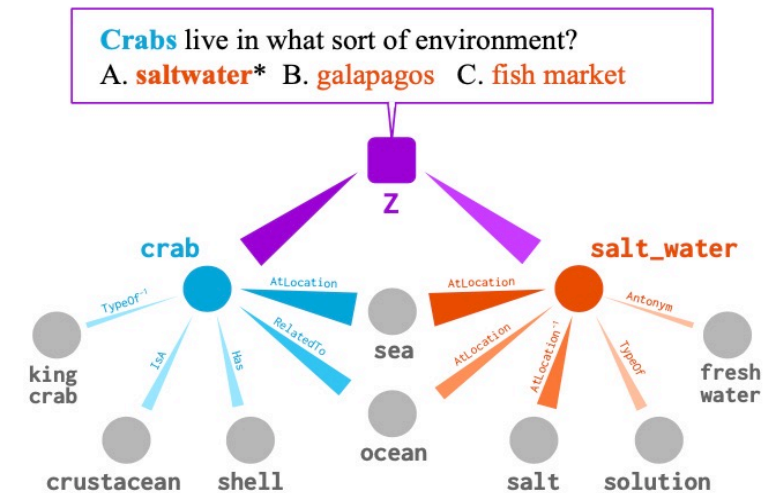 Crabs live in what sort of environment?
A. saltwater* B. galapagos C. fish market
Z
crab
salt_water
AtLocation
AtLocation
TypeOf⁻¹
Antonym
RelatedTo
AtLocation
IsA
Has
AtLocation⁻¹
TypeOf
sea
king
crab
fresh
water
ocean
crustacean
shell
salt
solution